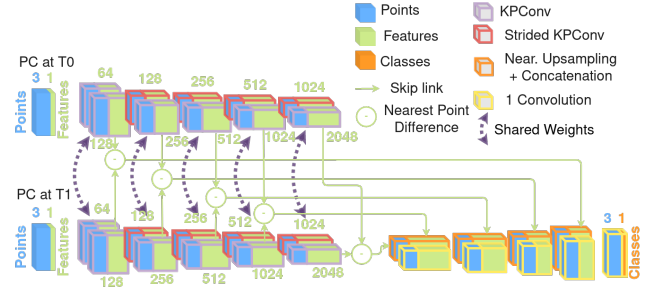 Points
Features
Classes
KPConv
Strided KPConv
Near. Upsampling
+ Concatenation
Skip link
Nearest Point
Difference
1 Convolution
Shared Weights
PC at T0
3 1
Points
Features
64
128
256
512
1024
128
256
512
1024
2048
-
-
-
-
-
PC at T1
3 1
Points
Features
64
128
256
512
1024
128
256
512
1024
2048
3 1
Points
Classes